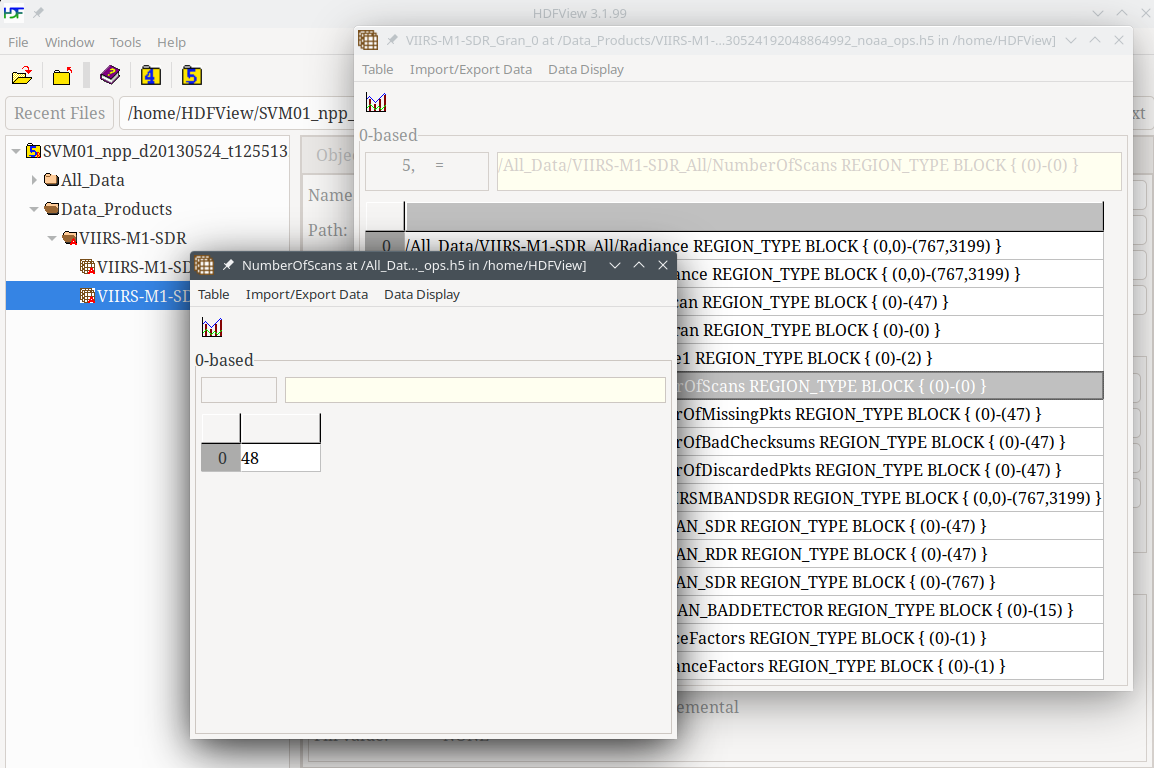 HDF HDFView 3.1.99
File Window Tools Help
Recent Files /home/HDFView/SVM01_npp_
SVM01_npp_d20130524_t125513
All_Data
Data_Products
VIIRS-M1-SDR
VIIRS-M1-SD
VIIRS-M1-SD
Name
Path:
VIIRS-M1-SDR_Gran_0 at /Data_Products/VIIRS-M1-...30524192048864992_noaa_ops.h5 in /home/HDFView]
Table Import/Export Data Data Display
0-based
5, = /All_Data/VIIRS-M1-SDR_All/NumberOfScans REGION_TYPE BLOCK { (0)-(0) }
0 /All_Data/VIIRS-M1-SDR_All/Radiance REGION_TYPE BLOCK { (0,0)-(767,3199) }
ance REGION_TYPE BLOCK { (0,0)-(767,3199) }
can REGION_TYPE BLOCK { (0)-(47) }
ran REGION_TYPE BLOCK { (0)-(0) }
e1 REGION_TYPE BLOCK { (0)-(2) }
rOfScans REGION_TYPE BLOCK { (0)-(0) }
rOfMissingPkts REGION_TYPE BLOCK { (0)-(47) }
rOfBadChecksums REGION_TYPE BLOCK { (0)-(47) }
rOfDiscardedPkts REGION_TYPE BLOCK { (0)-(47) }
IRSMBANDSDR REGION_TYPE BLOCK { (0,0)-(767,3199) }
AN_SDR REGION_TYPE BLOCK { (0)-(47) }
AN_RDR REGION_TYPE BLOCK { (0)-(47) }
AN_SDR REGION_TYPE BLOCK { (0)-(767) }
AN_BADDETECTOR REGION_TYPE BLOCK { (0)-(15) }
ceFactors REGION_TYPE BLOCK { (0)-(1) }
anceFactors REGION_TYPE BLOCK { (0)-(1) }
emental
NumberOfScans at /All_Dat..._ops.h5 in /home/HDFView]
Table Import/Export Data Data Display
0-based
0 48